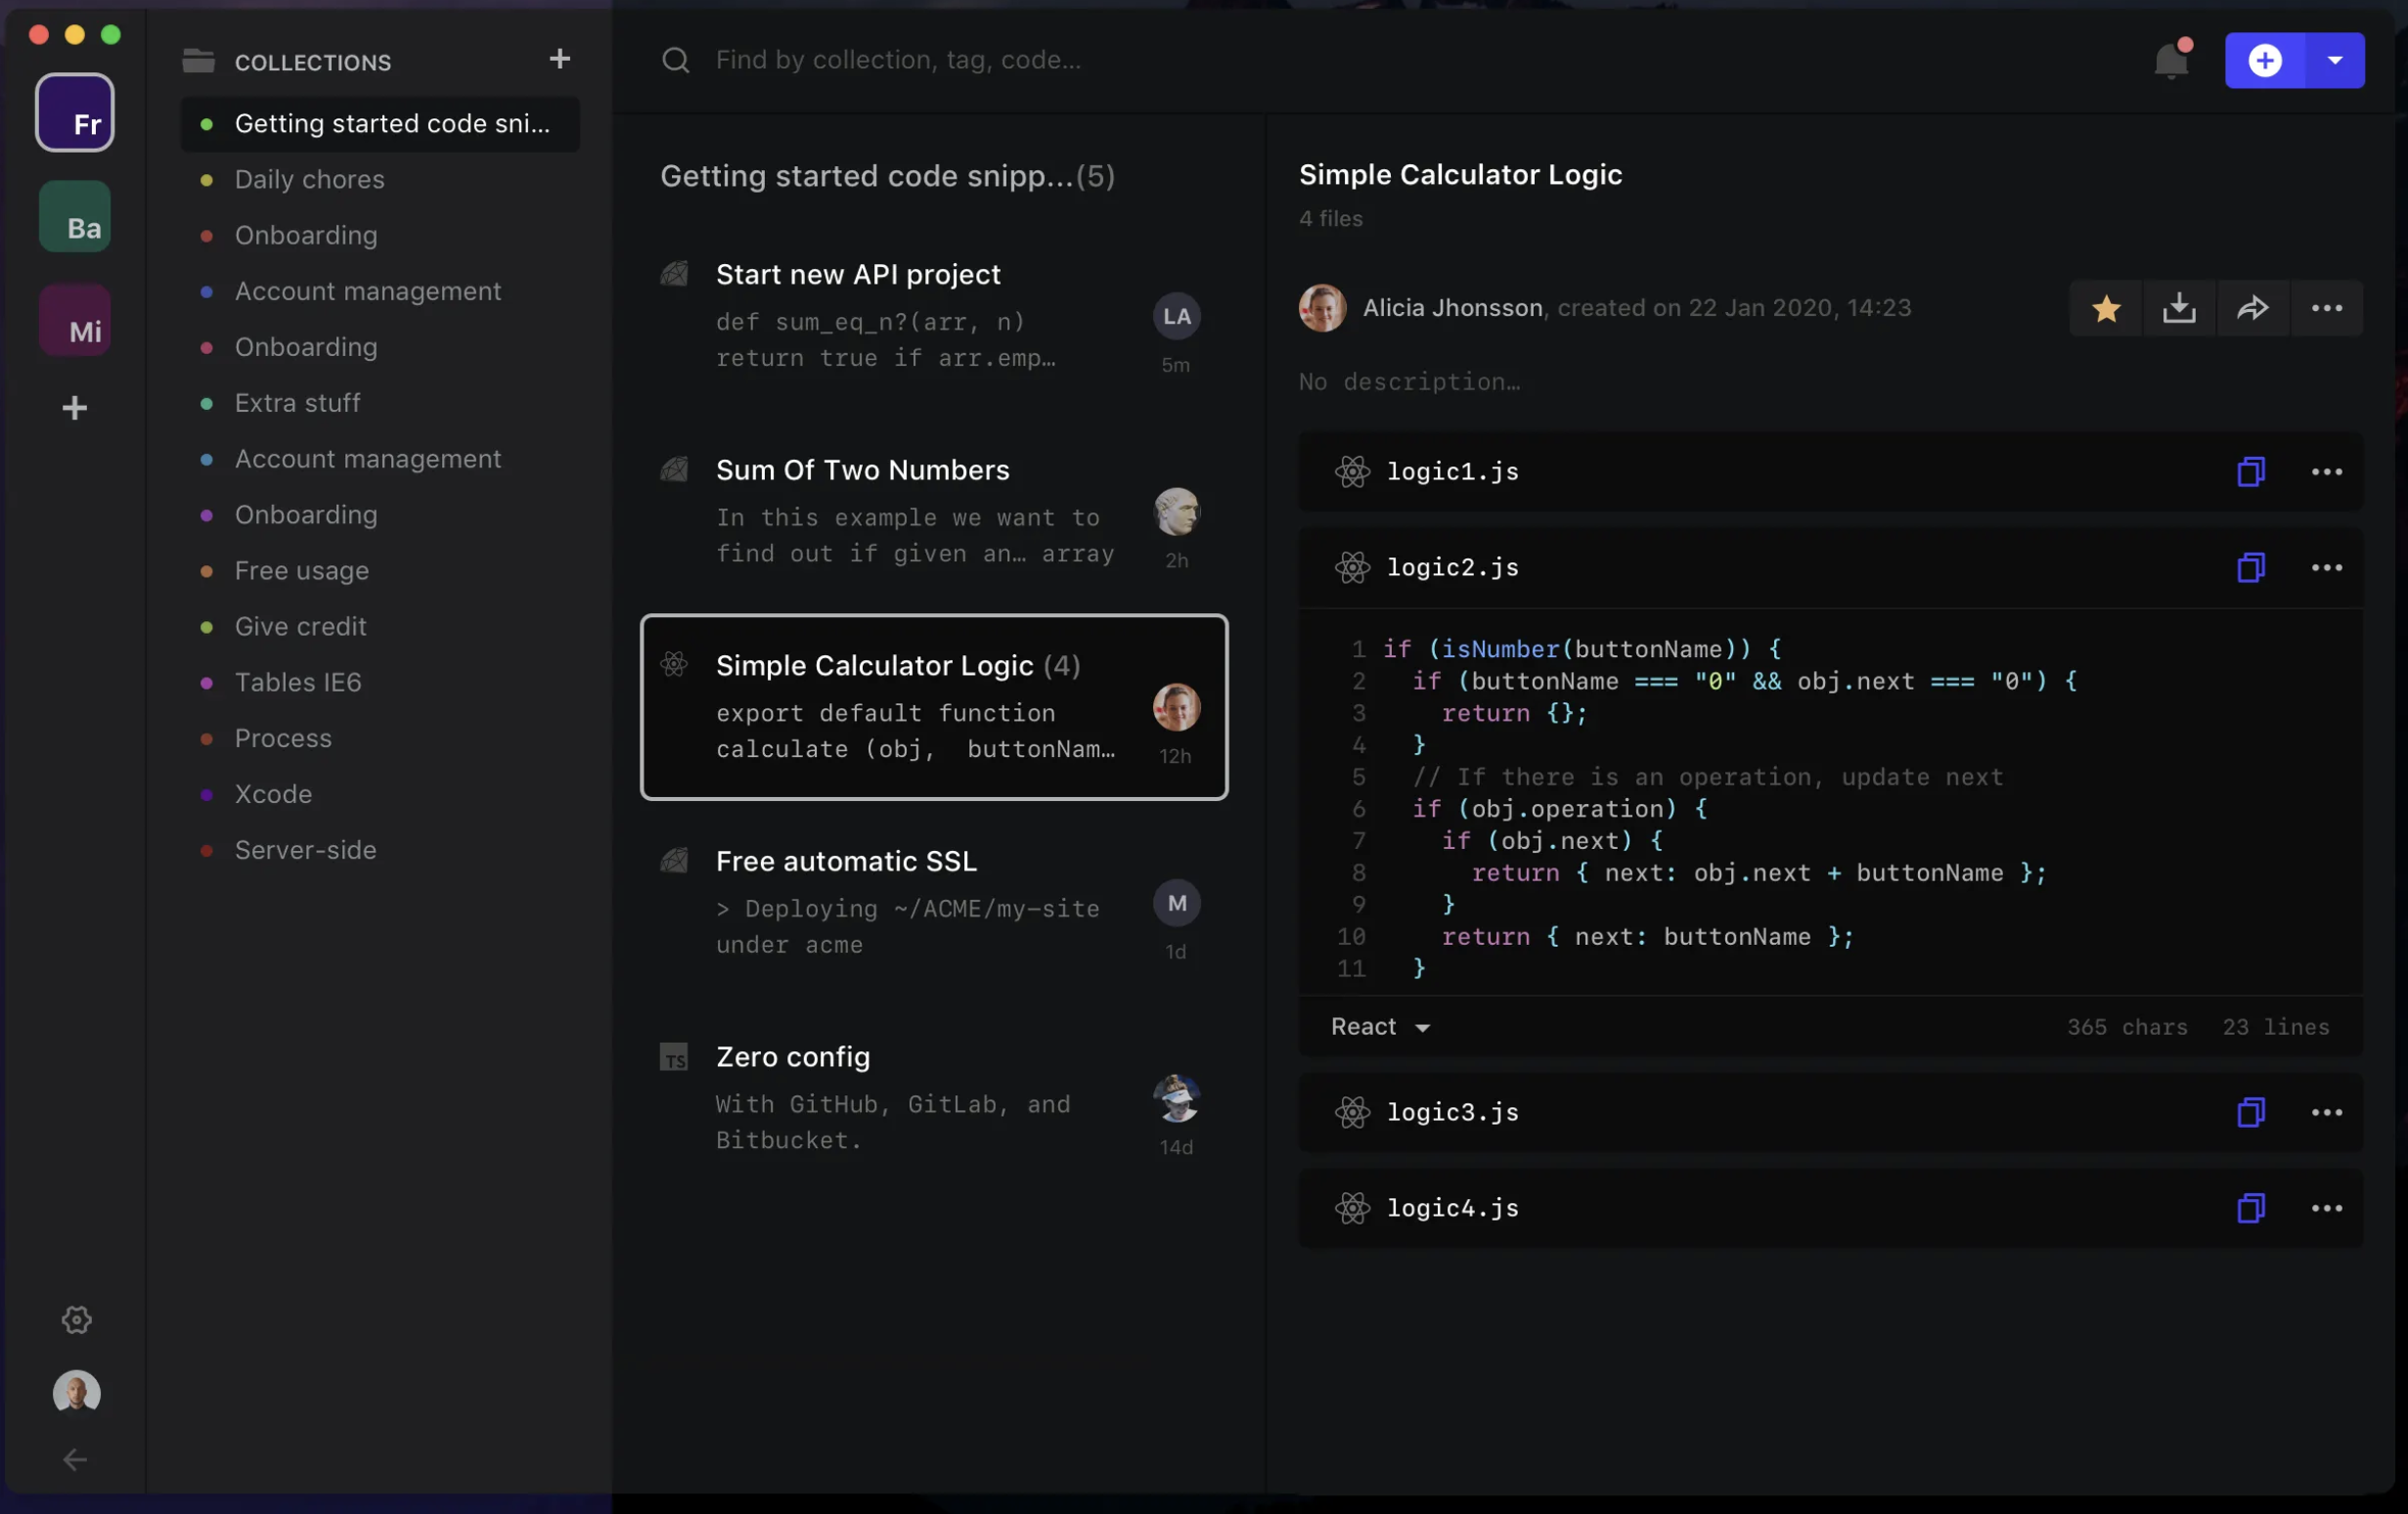 Fr
Ba
Mi
COLLECTIONS
Getting started code sni...
Daily chores
Onboarding
Account management
Onboarding
Extra stuff
Account management
Onboarding
Free usage
Give credit
Tables IE6
Process
Xcode
Server-side
Find by collection, tag, code...
Getting started code snipp...(5)
Start new API project
def sum_eq_n?(arr, n)
return true if arr.emp…
LA
5m
Sum Of Two Numbers
In this example we want to
find out if given an… array
2h
Simple Calculator Logic (4)
export default function
calculate (obj,  buttonNam…
12h
Free automatic SSL
> Deploying ~/ACME/my-site
under acme
M
1d
TS
Zero config
With GitHub, GitLab, and
Bitbucket.
14d
Simple Calculator Logic
4 files
Alicia Jhonsson, created on 22 Jan 2020, 14:23
No description…
logic1.js
logic2.js
1 if (isNumber(buttonName)) {
2   if (buttonName === "0" && obj.next === "0") {
3     return {};
4   }
5   // If there is an operation, update next
6   if (obj.operation) {
7     if (obj.next) {
8       return { next: obj.next + buttonName };
9     }
10     return { next: buttonName };
11   }
React
365 chars 23 lines
logic3.js
logic4.js